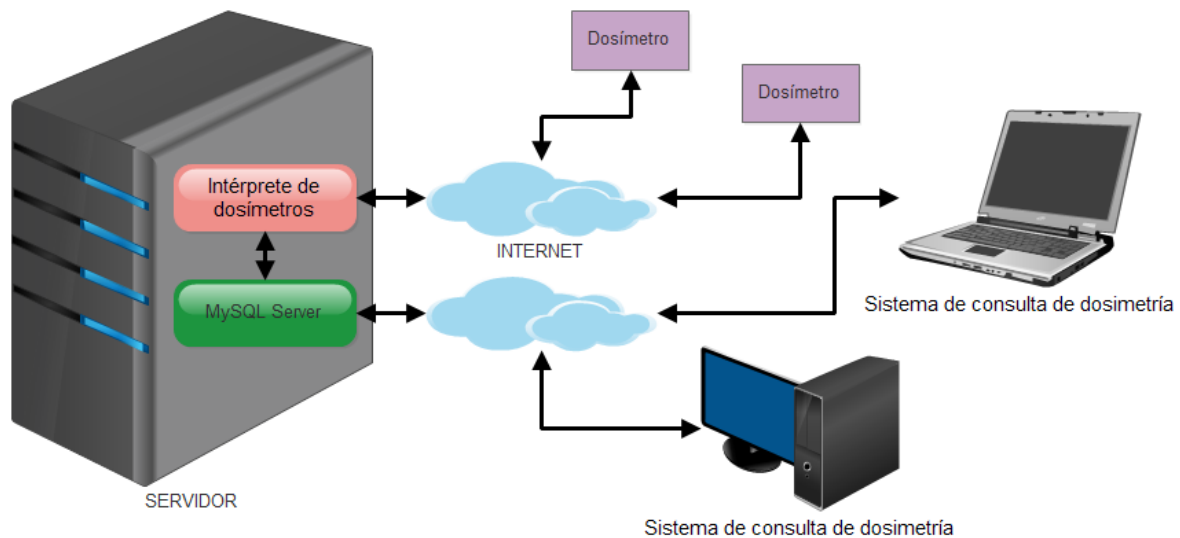 Dosímetro
Dosímetro
Intérprete de
dosímetros
INTERNET
MySQL Server
Sistema de consulta de dosimetría
SERVIDOR
Sistema de consulta de dosimetría